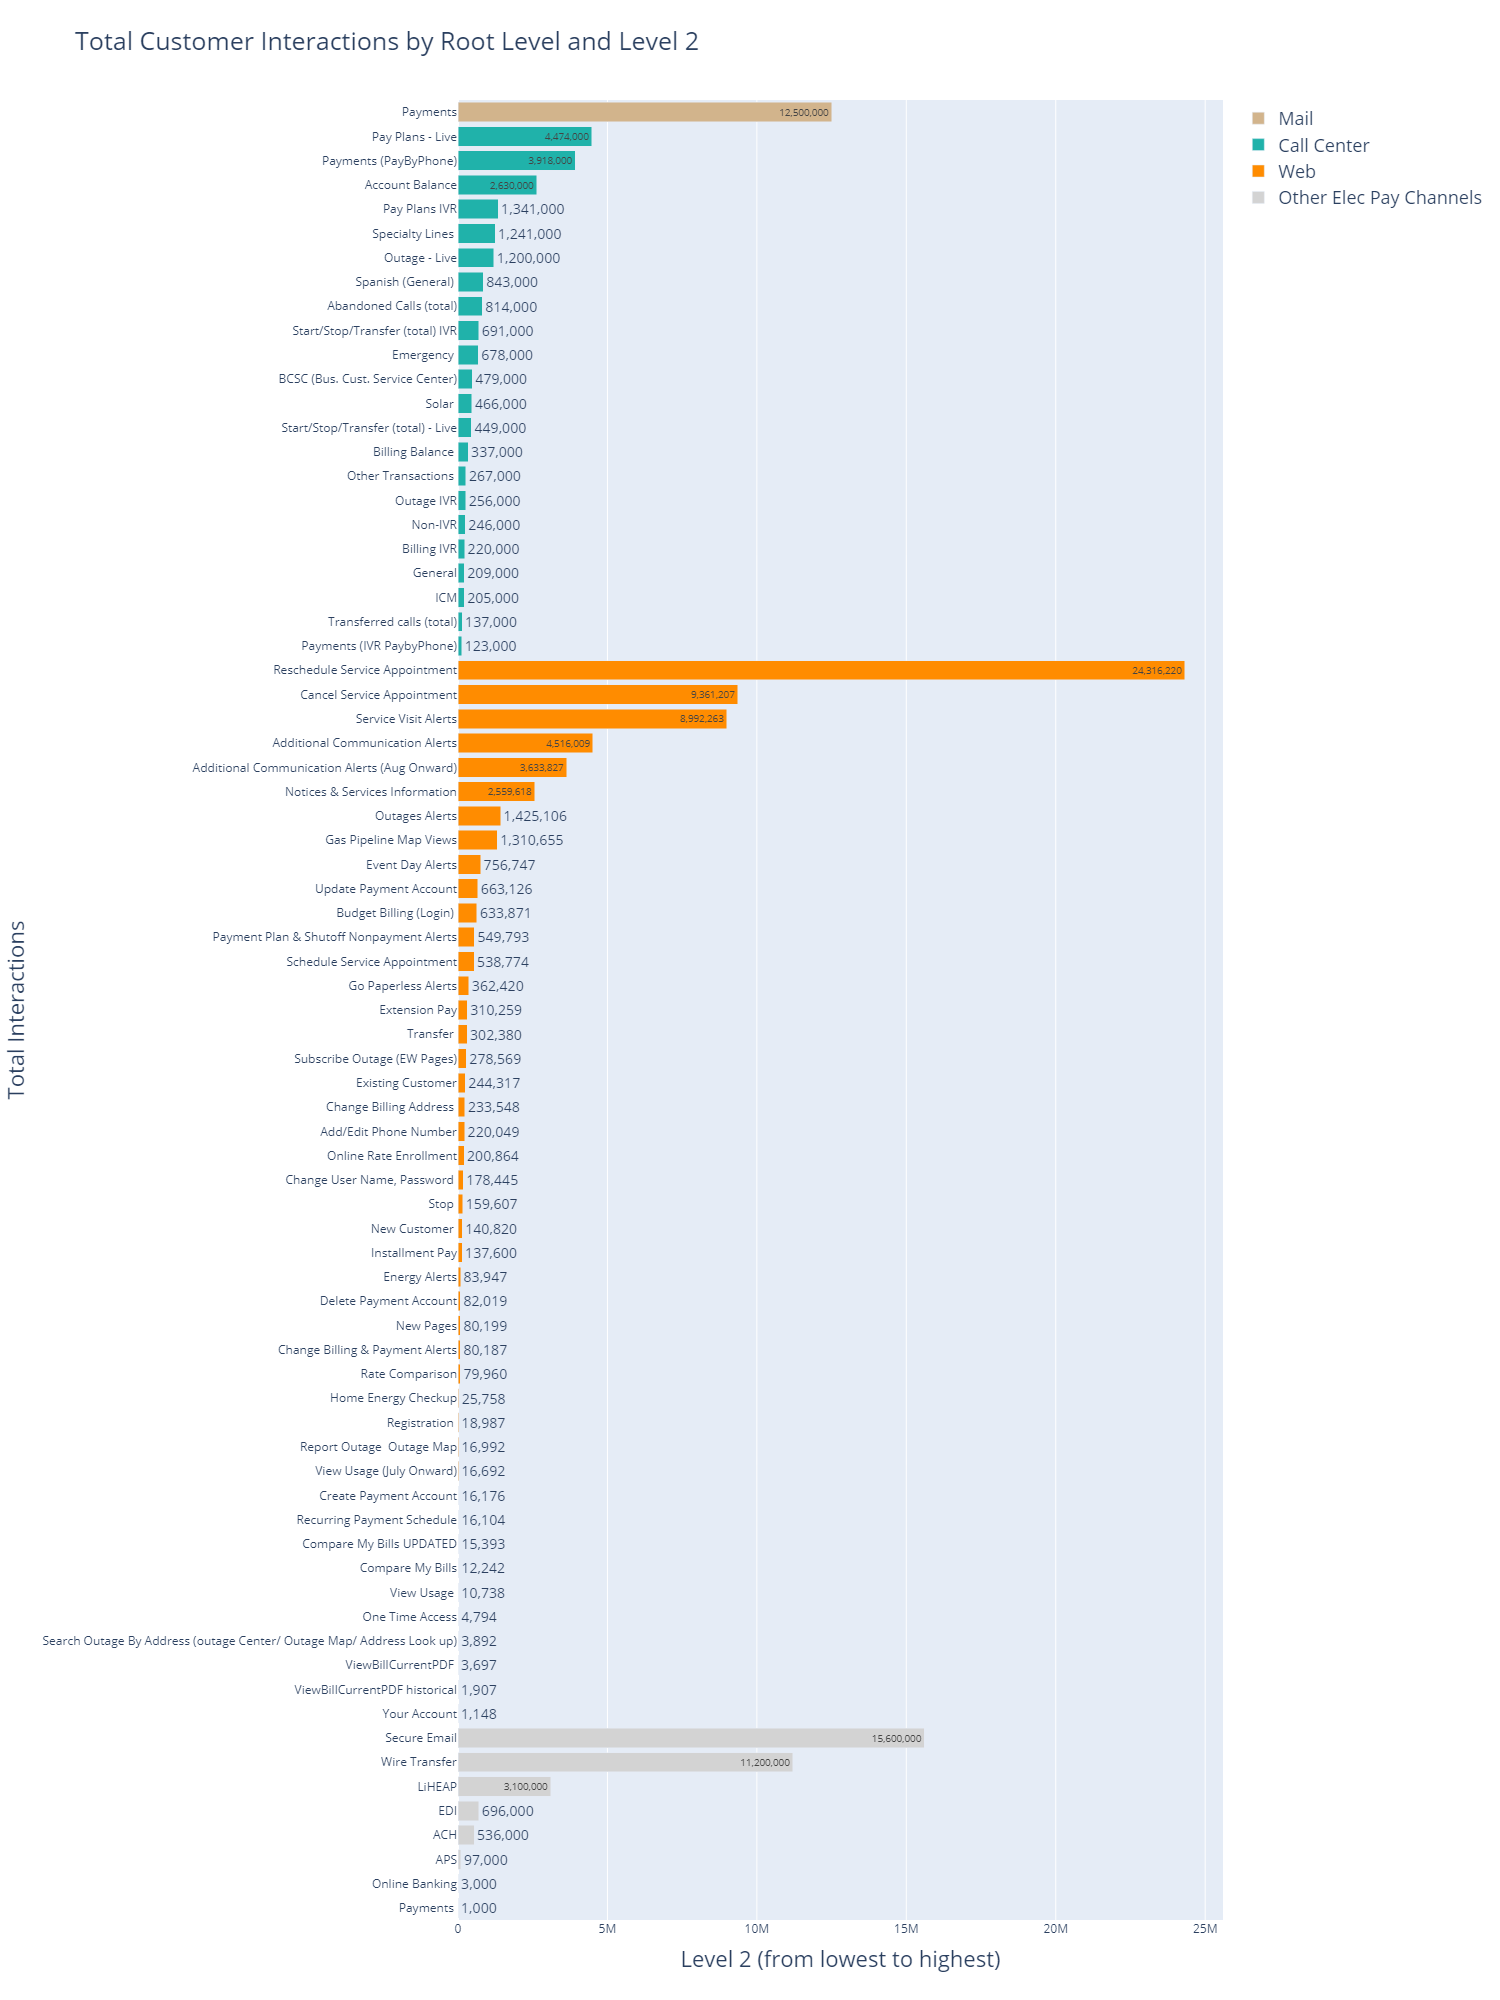 Total Customer Interactions by Root Level and Level 2
Mail
Call Center
Web
Other Elec Pay Channels
Payments 12,500,000
Pay Plans - Live 4,474,000
Payments (PayByPhone) 3,918,000
Account Balance 2,630,000
Pay Plans IVR 1,341,000
Specialty Lines 1,241,000
Outage - Live 1,200,000
Spanish (General) 843,000
Abandoned Calls (total) 814,000
Start/Stop/Transfer (total) IVR 691,000
Emergency 678,000
BCSC (Bus. Cust. Service Center) 479,000
Solar 466,000
Start/Stop/Transfer (total) - Live 449,000
Billing Balance 337,000
Other Transactions 267,000
Outage IVR 256,000
Non-IVR 246,000
Billing IVR 220,000
General 209,000
ICM 205,000
Transferred calls (total) 137,000
Payments (IVR PaybyPhone) 123,000
Reschedule Service Appointment 24,316,220
Cancel Service Appointment 9,361,207
Service Visit Alerts 8,992,263
Additional Communication Alerts 4,516,009
Additional Communication Alerts (Aug Onward) 3,633,827
Notices & Services Information 2,559,618
Outages Alerts 1,425,106
Gas Pipeline Map Views 1,310,655
Event Day Alerts 756,747
Update Payment Account 663,126
Budget Billing (Login) 633,871
Payment Plan & Shutoff Nonpayment Alerts 549,793
Schedule Service Appointment 538,774
Go Paperless Alerts 362,420
Extension Pay 310,259
Transfer 302,380
Subscribe Outage (EW Pages) 278,569
Existing Customer 244,317
Change Billing Address 233,548
Add/Edit Phone Number 220,049
Online Rate Enrollment 200,864
Change User Name, Password 178,445
Stop 159,607
New Customer 140,820
Installment Pay 137,600
Energy Alerts 83,947
Delete Payment Account 82,019
New Pages 80,199
Change Billing & Payment Alerts 80,187
Rate Comparison 79,960
Home Energy Checkup 25,758
Registration 18,987
Report Outage  Outage Map 16,992
View Usage (July Onward) 16,692
Create Payment Account 16,176
Recurring Payment Schedule 16,104
Compare My Bills UPDATED 15,393
Compare My Bills 12,242
View Usage 10,738
One Time Access 4,794
Search Outage By Address (outage Center/ Outage Map/ Address Look up) 3,892
ViewBillCurrentPDF 3,697
ViewBillCurrentPDF historical 1,907
Your Account 1,148
Secure Email 15,600,000
Wire Transfer 11,200,000
LiHEAP 3,100,000
EDI 696,000
ACH 536,000
APS 97,000
Online Banking 3,000
Payments 1,000
0 5M 10M 15M 20M 25M
Level 2 (from lowest to highest)
Total Interactions